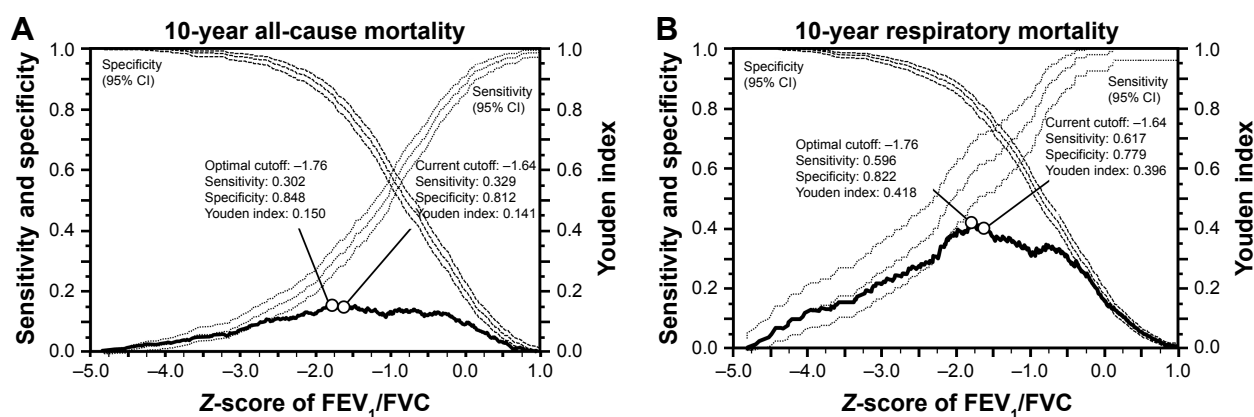 A
10-year all-cause mortality
Specificity
(95% CI)
Sensitivity
(95% CI)
Optimal cutoff: –1.76
Sensitivity: 0.302
Specificity: 0.848
Youden index: 0.150
Current cutoff: –1.64
Sensitivity: 0.329
Specificity: 0.812
Youden index: 0.141
Sensitivity and specificity
1.0
0.8
0.6
0.4
0.2
0.0
Youden index
1.0
0.8
0.6
0.4
0.2
0.0
–5.0 –4.0 –3.0 –2.0 –1.0 0.0 1.0
Z-score of FEV1/FVC
B
10-year respiratory mortality
Specificity
(95% CI)
Sensitivity
(95% CI)
Optimal cutoff: –1.76
Sensitivity: 0.596
Specificity: 0.822
Youden index: 0.418
Current cutoff: –1.64
Sensitivity: 0.617
Specificity: 0.779
Youden index: 0.396
Sensitivity and specificity
1.0
0.8
0.6
0.4
0.2
0.0
Youden index
1.0
0.8
0.6
0.4
0.2
0.0
–5.0 –4.0 –3.0 –2.0 –1.0 0.0 1.0
Z-score of FEV1/FVC